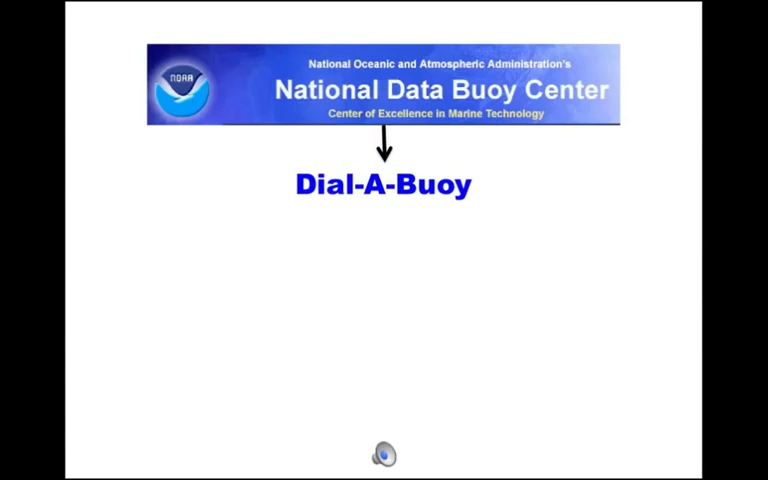 NOAA
National Oceanic and Atmospheric Administration's
National Data Buoy Center
Center of Excellence in Marine Technology
Dial-A-Buoy